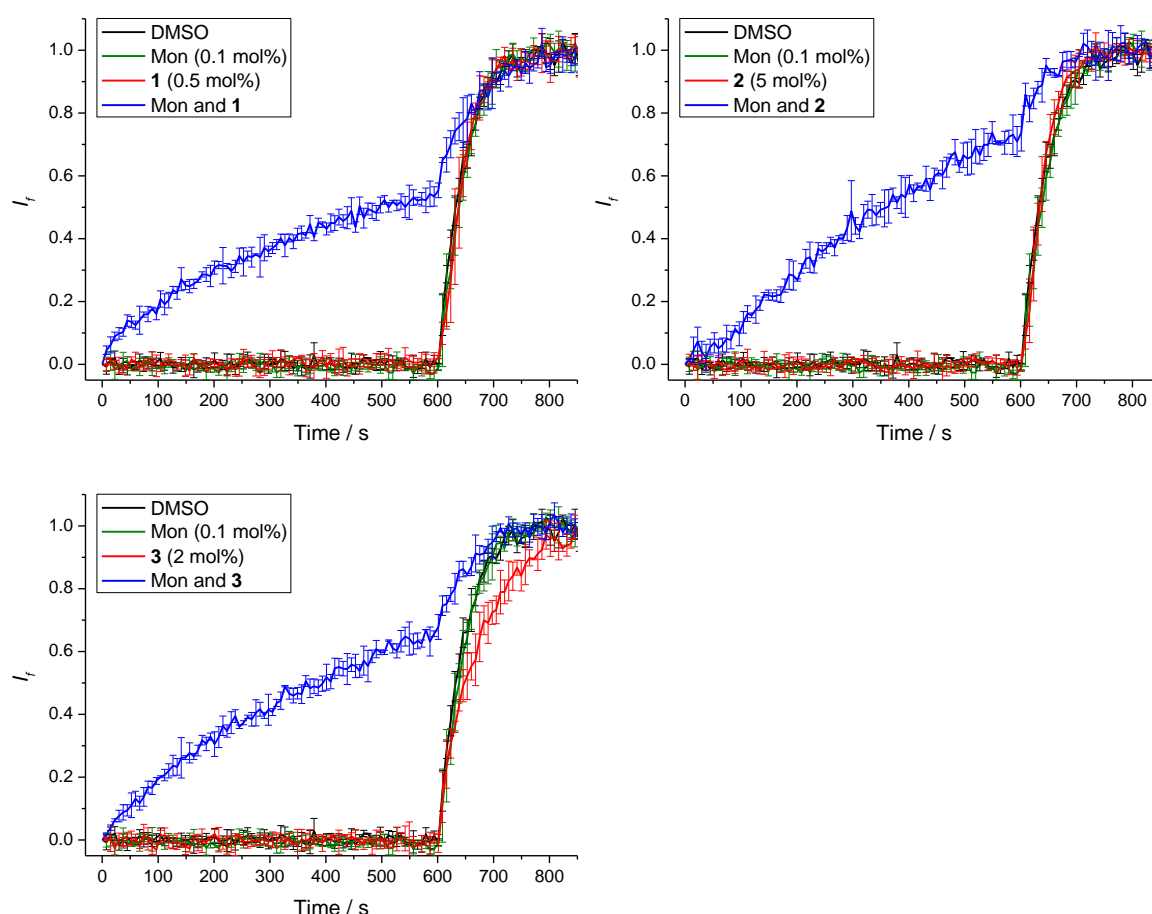 DMSO
Mon (0.1 mol%)
1 (0.5 mol%)
Mon and 1
1.0
0.8
0.6
0.4
0.2
0.0
I_f
0 100 200 300 400 500 600 700 800
Time / s
DMSO
Mon (0.1 mol%)
2 (5 mol%)
Mon and 2
1.0
0.8
0.6
0.4
0.2
0.0
I_f
0 100 200 300 400 500 600 700 800
Time / s
DMSO
Mon (0.1 mol%)
3 (2 mol%)
Mon and 3
1.0
0.8
0.6
0.4
0.2
0.0
I_f
0 100 200 300 400 500 600 700 800
Time / s